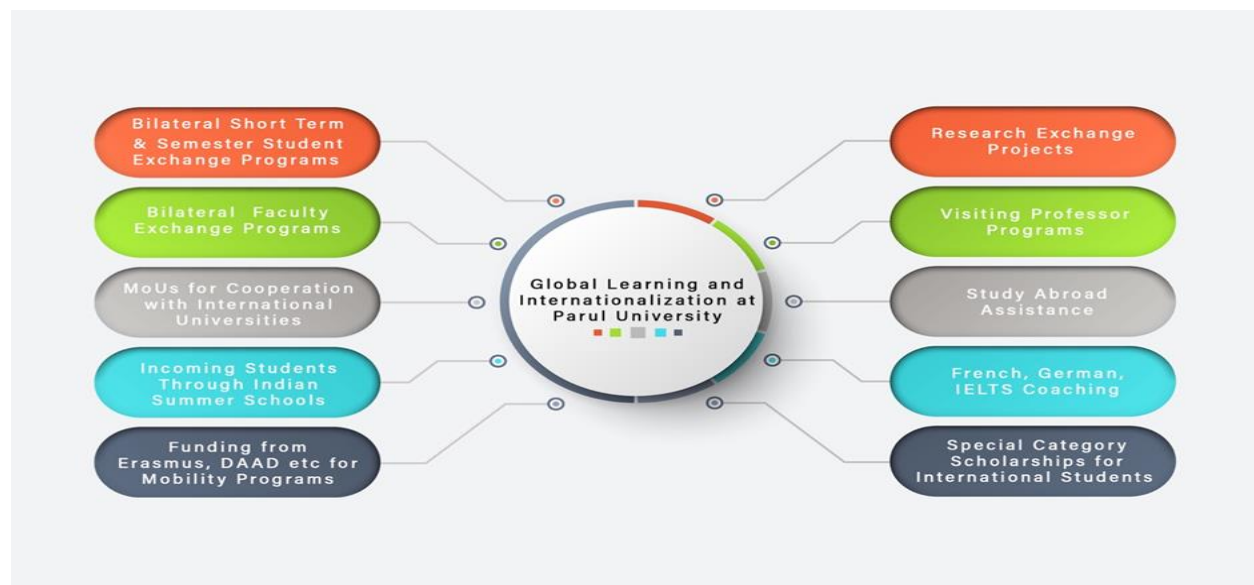 Bilateral Short Term
& Semester Student
Exchange Programs
Bilateral Faculty
Exchange Programs
MoUs for Cooperation
with International
Universities
Incoming Students
Through Indian
Summer Schools
Funding from
Erasmus, DAAD etc for
Mobility Programs
Global Learning and
Internationalization at
Parul University
Research Exchange
Projects
Visiting Professor
Programs
Study Abroad
Assistance
French, German,
IELTS Coaching
Special Category
Scholarships for
International Students